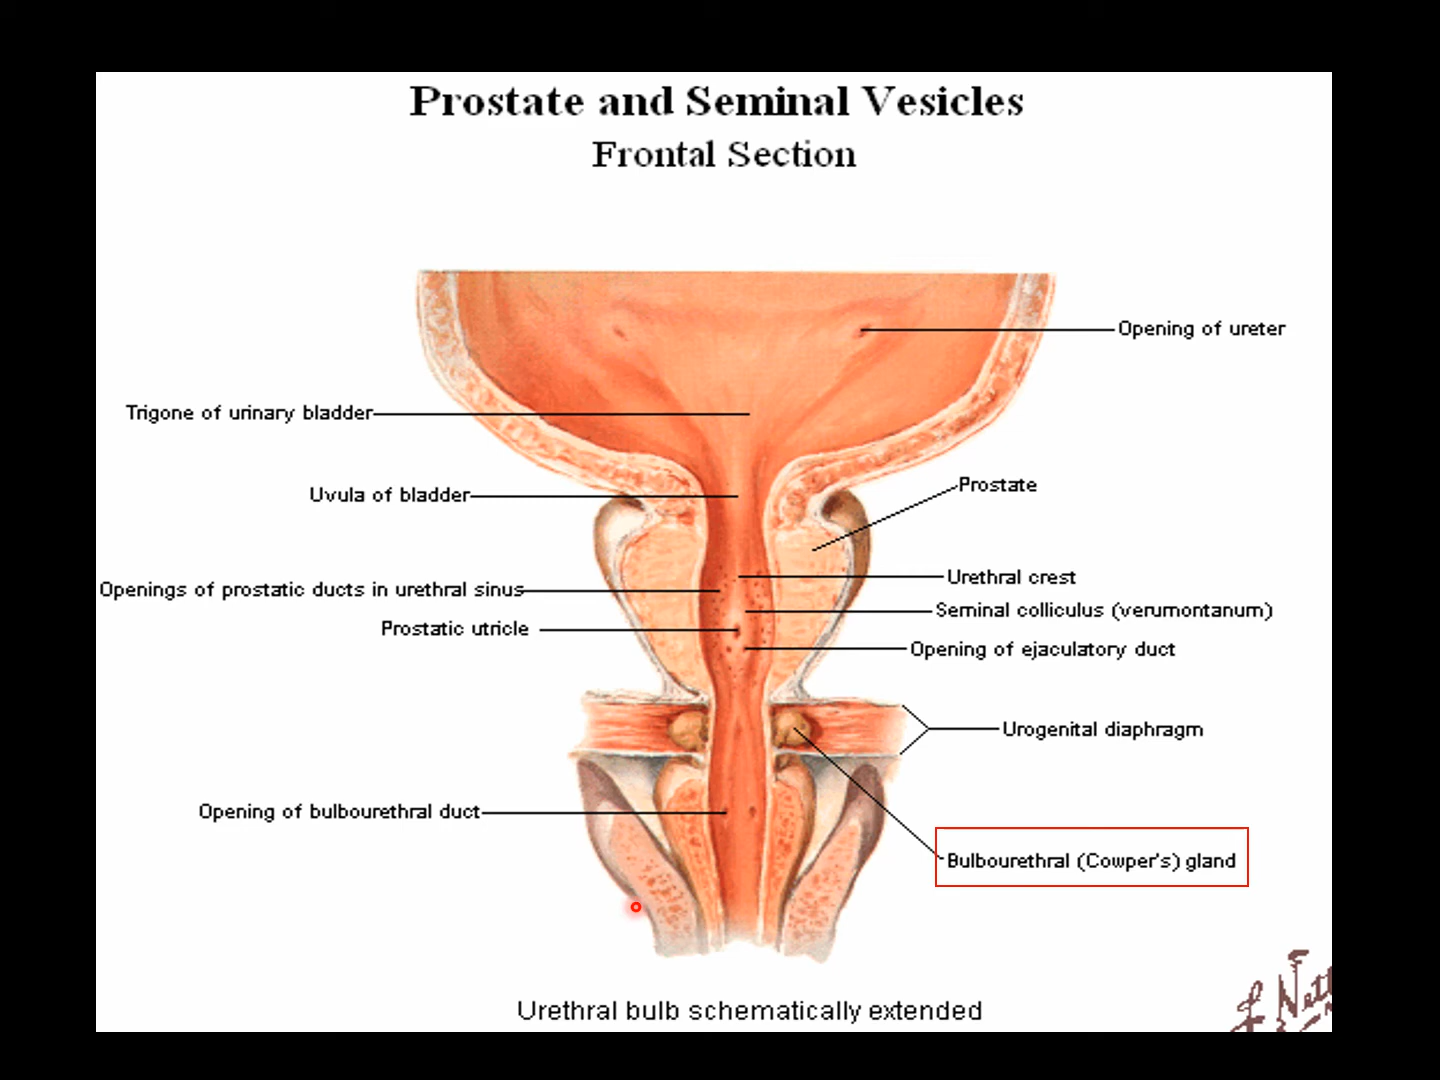 Prostate and Seminal Vesicles
Frontal Section
Opening of ureter
Trigone of urinary bladder
Prostate
Uvula of bladder
Urethral crest
Openings of prostatic ducts in urethral sinus
Seminal colliculus (verumontanum)
Prostatic utricle
Opening of ejaculatory duct
Urogenital diaphragm
Opening of bulbourethral duct
Bulbourethral (Cowper's) gland
Urethral bulb schematically extended